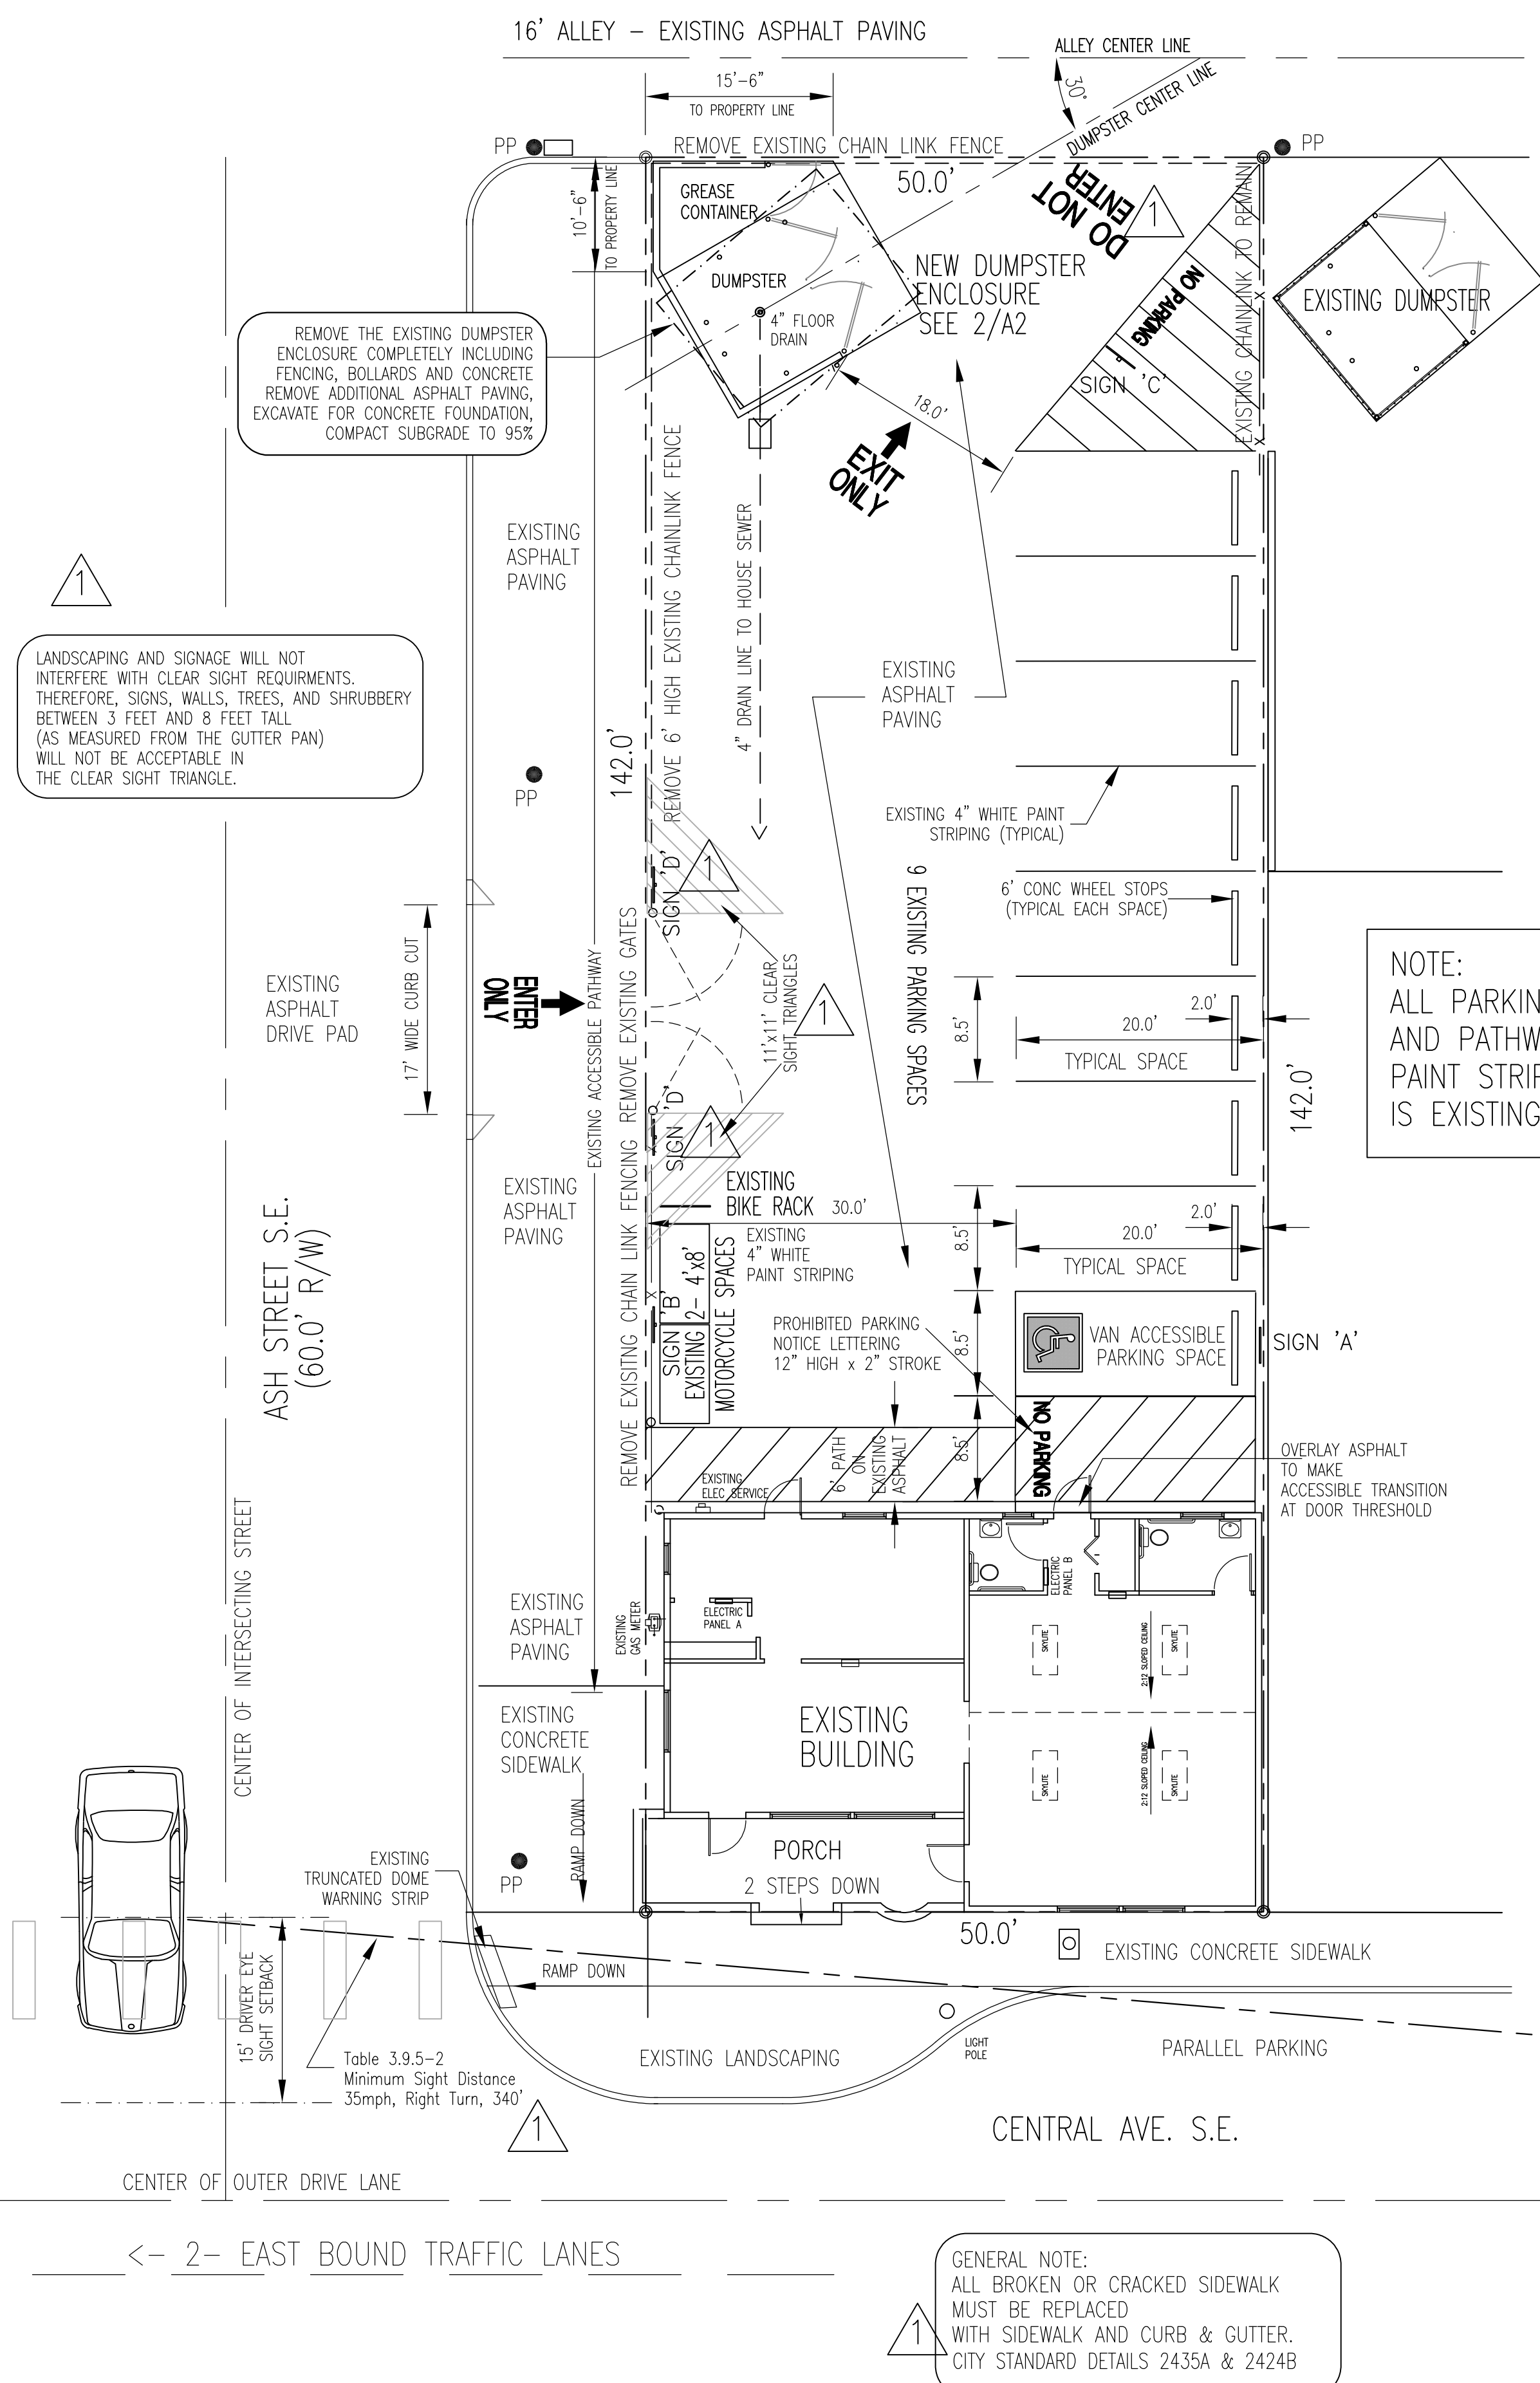 16' ALLEY – EXISTING ASPHALT PAVING
ALLEY CENTER LINE
15'–6"
TO PROPERTY LINE
30°
DUMPSTER CENTER LINE
PP
REMOVE EXISTING CHAIN LINK FENCE
PP
50.0'
10'–6"
TO PROPERTY LINE
GREASE
CONTAINER
DUMPSTER
4" FLOOR
DRAIN
DO NOT
ENTER
1
NEW DUMPSTER
ENCLOSURE
SEE 2/A2
NO PARKING
SIGN 'C'
EXISTING CHAINLINK TO REMAIN
X
X
EXISTING DUMPSTER
REMOVE THE EXISTING DUMPSTER
ENCLOSURE COMPLETELY INCLUDING
FENCING, BOLLARDS AND CONCRETE
REMOVE ADDITIONAL ASPHALT PAVING,
EXCAVATE FOR CONCRETE FOUNDATION,
COMPACT SUBGRADE TO 95%
18.0'
EXIT
ONLY
EXISTING
ASPHALT
PAVING
REMOVE 6' HIGH EXISTING CHAINLINK FENCE
4" DRAIN LINE TO HOUSE SEWER
1
LANDSCAPING AND SIGNAGE WILL NOT
INTERFERE WITH CLEAR SIGHT REQUIRMENTS.
THEREFORE, SIGNS, WALLS, TREES, AND SHRUBBERY
BETWEEN 3 FEET AND 8 FEET TALL
(AS MEASURED FROM THE GUTTER PAN)
WILL NOT BE ACCEPTABLE IN
THE CLEAR SIGHT TRIANGLE.
EXISTING
ASPHALT
PAVING
142.0'
PP
EXISTING 4" WHITE PAINT
STRIPING (TYPICAL)
6' CONC WHEEL STOPS
(TYPICAL EACH SPACE)
9 EXISTING PARKING SPACES
SIGN 'D'
1
17' WIDE CURB CUT
EXISTING
ASPHALT
DRIVE PAD
ENTER
ONLY
EXISTING ACCESSIBLE PATHWAY
REMOVE EXISITNG CHAIN LINK FENCING REMOVE EXISTING GATES
11'x11' CLEAR
SIGHT TRIANGLES
1
8.5'
20.0'
2.0'
TYPICAL SPACE
NOTE:
ALL PARKIN
AND PATHW
PAINT STRIP
IS EXISTING
142.0'
SIGN 'D'
1
X
EXISTING
ASPHALT
PAVING
EXISTING
BIKE RACK
30.0'
EXISTING
4" WHITE
PAINT STRIPING
8.5'
20.0'
2.0'
TYPICAL SPACE
ASH STREET S.E.
(60.0' R/W)
X
SIGN 'B'
EXISTING 2– 4'x8'
MOTORCYCLE SPACES
PROHIBITED PARKING
NOTICE LETTERING
12" HIGH x 2" STROKE
8.5'
VAN ACCESSIBLE
PARKING SPACE
SIGN 'A'
6' PATH
ON
EXISTING
ASPHALT
8.5'
NO PARKING
OVERLAY ASPHALT
TO MAKE
ACCESSIBLE TRANSITION
AT DOOR THRESHOLD
EXISTING
ELEC SERVICE
CENTER OF INTERSECTING STREET
EXISTING
ASPHALT
PAVING
EXISTING
GAS METER
ELECTRIC
PANEL A
ELECTRIC
PANEL B
SKYLITE
2:12 SLOPED CEILING
SKYLITE
EXISTING
CONCRETE
SIDEWALK
EXISTING
BUILDING
SKYLITE
2:12 SLOPED CEILING
SKYLITE
RAMP DOWN
PORCH
2 STEPS DOWN
EXISTING
TRUNCATED DOME
WARNING STRIP
PP
50.0'
EXISTING CONCRETE SIDEWALK
15' DRIVER EYE
SIGHT SETBACK
RAMP DOWN
LIGHT
POLE
PARALLEL PARKING
EXISTING LANDSCAPING
Table 3.9.5–2
Minimum Sight Distance
35mph, Right Turn, 340'
1
CENTRAL AVE. S.E.
CENTER OF OUTER DRIVE LANE
<– 2– EAST BOUND TRAFFIC LANES
GENERAL NOTE:
ALL BROKEN OR CRACKED SIDEWALK
MUST BE REPLACED
WITH SIDEWALK AND CURB & GUTTER.
CITY STANDARD DETAILS 2435A & 2424B
1